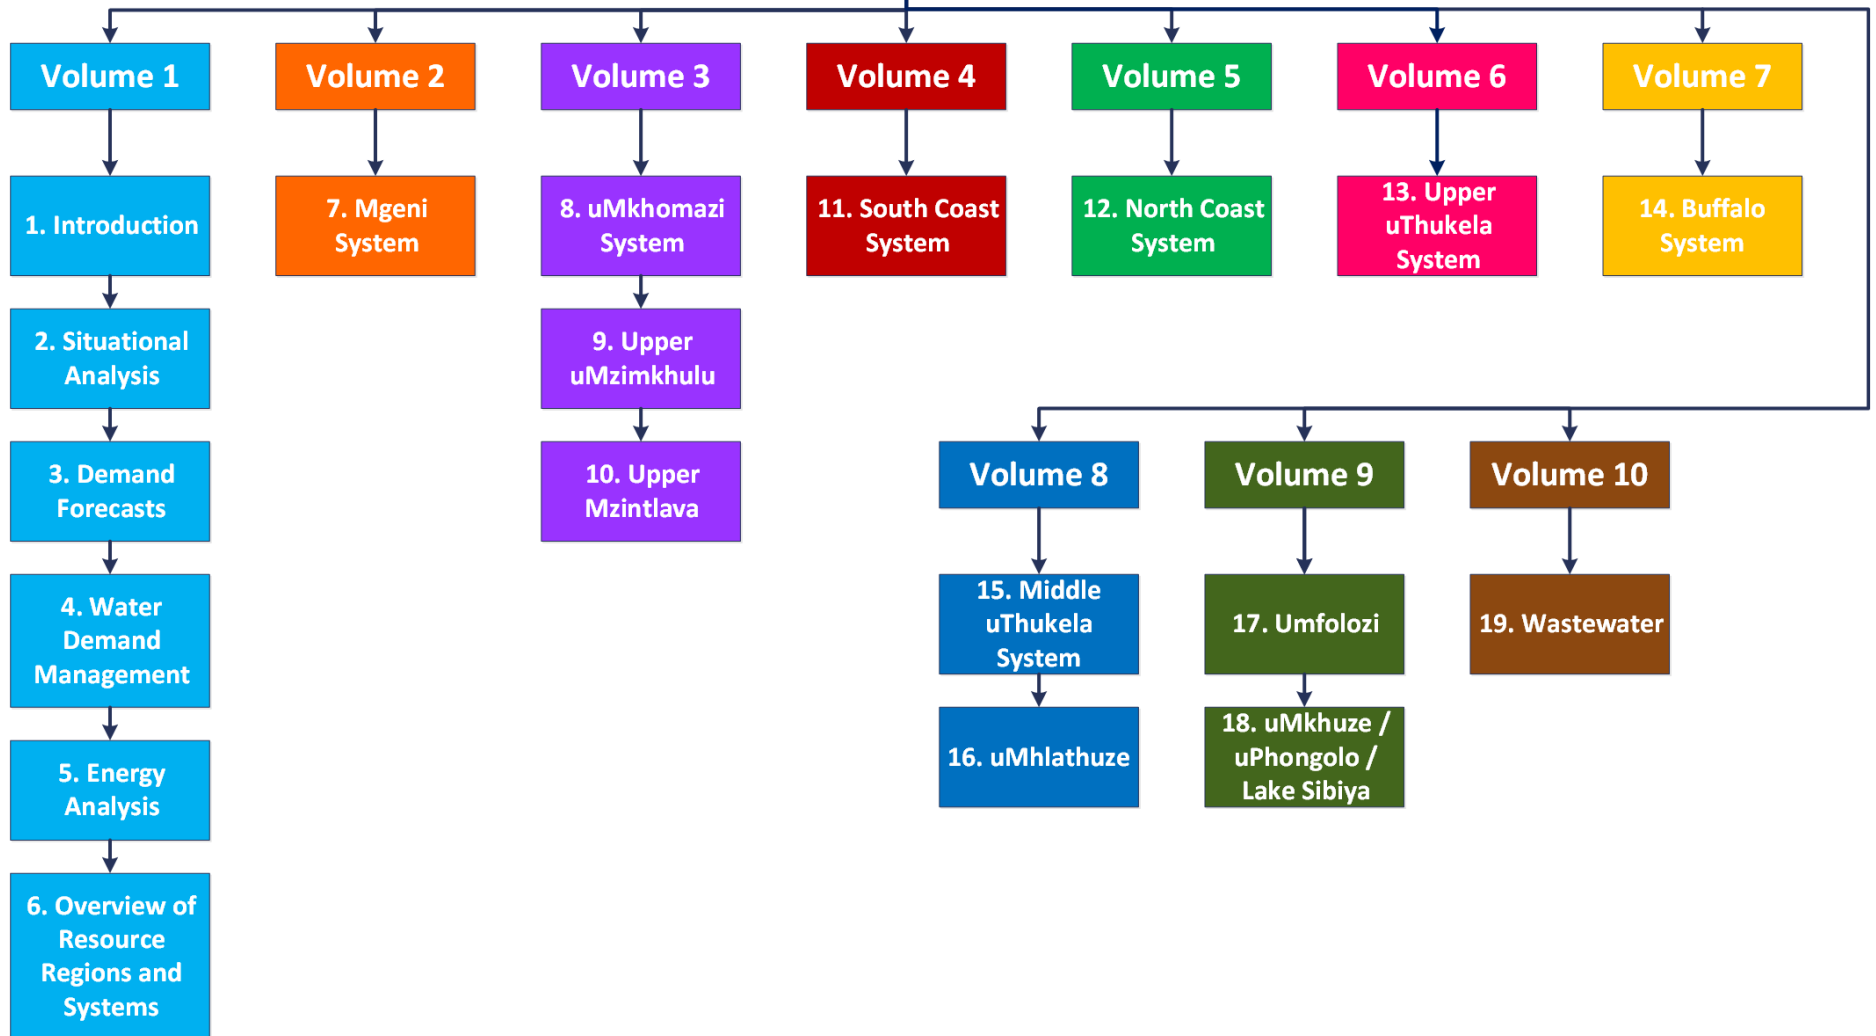 Volume 1
1. Introduction
2. Situational
Analysis
3. Demand
Forecasts
4. Water
Demand
Management
5. Energy
Analysis
6. Overview of
Resource
Regions and
Systems
Volume 2
7. Mgeni
System
Volume 3
8. uMkhomazi
System
9. Upper
uMzimkhulu
10. Upper
Mzintlava
Volume 4
11. South Coast
System
Volume 5
12. North Coast
System
Volume 6
13. Upper
uThukela
System
Volume 7
14. Buffalo
System
Volume 8
15. Middle
uThukela
System
16. uMhlathuze
Volume 9
17. Umfolozi
18. uMkhuze /
uPhongolo /
Lake Sibiya
Volume 10
19. Wastewater